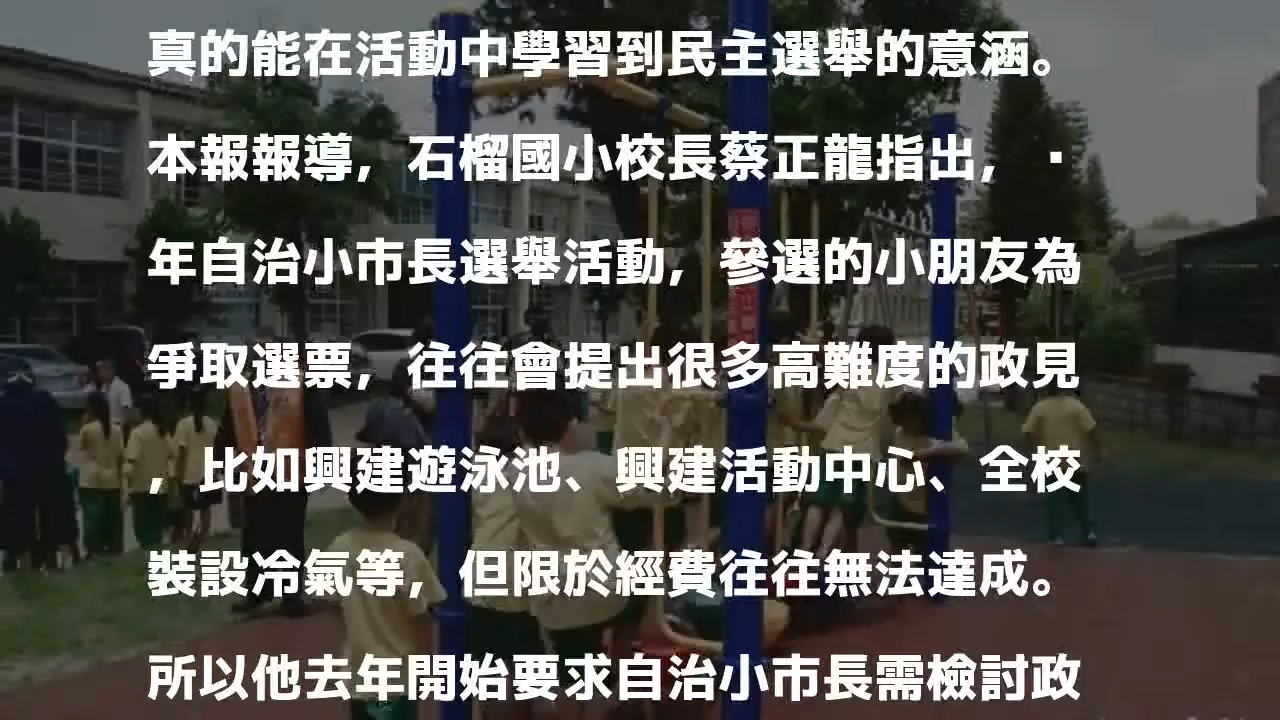 真的能在活動中學習到民主選舉的意涵。
本報報導，石榴國小校長蔡正龍指出，·
年自治小市長選舉活動，參選的小朋友為
爭取選票，往往會提出很多高難度的政見
，比如興建遊泳池、興建活動中心、全校
裝設冷氣等，但限於經費往往無法達成。
所以他去年開始要求自治小市長需檢討政